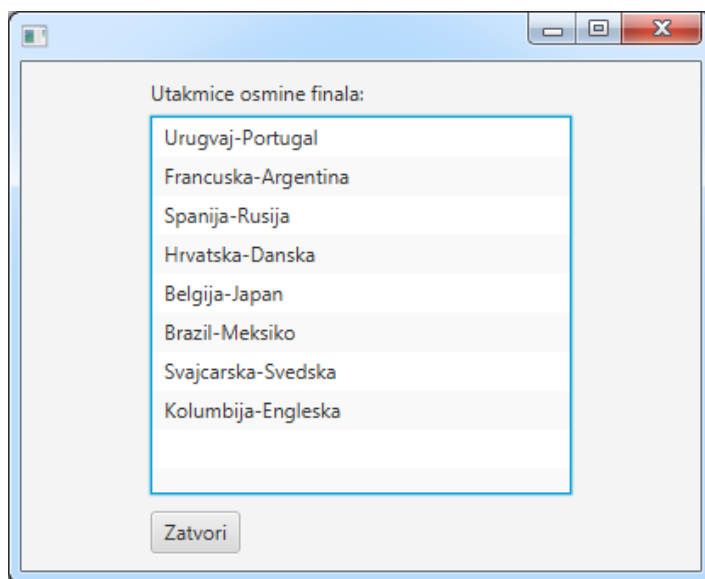 Utakmice osmine finala:
Urugvaj-Portugal
Francuska-Argentina
Spanija-Rusija
Hrvatska-Danska
Belgija-Japan
Brazil-Meksiko
Svajcarska-Svedska
Kolumbija-Engleska
Zatvori